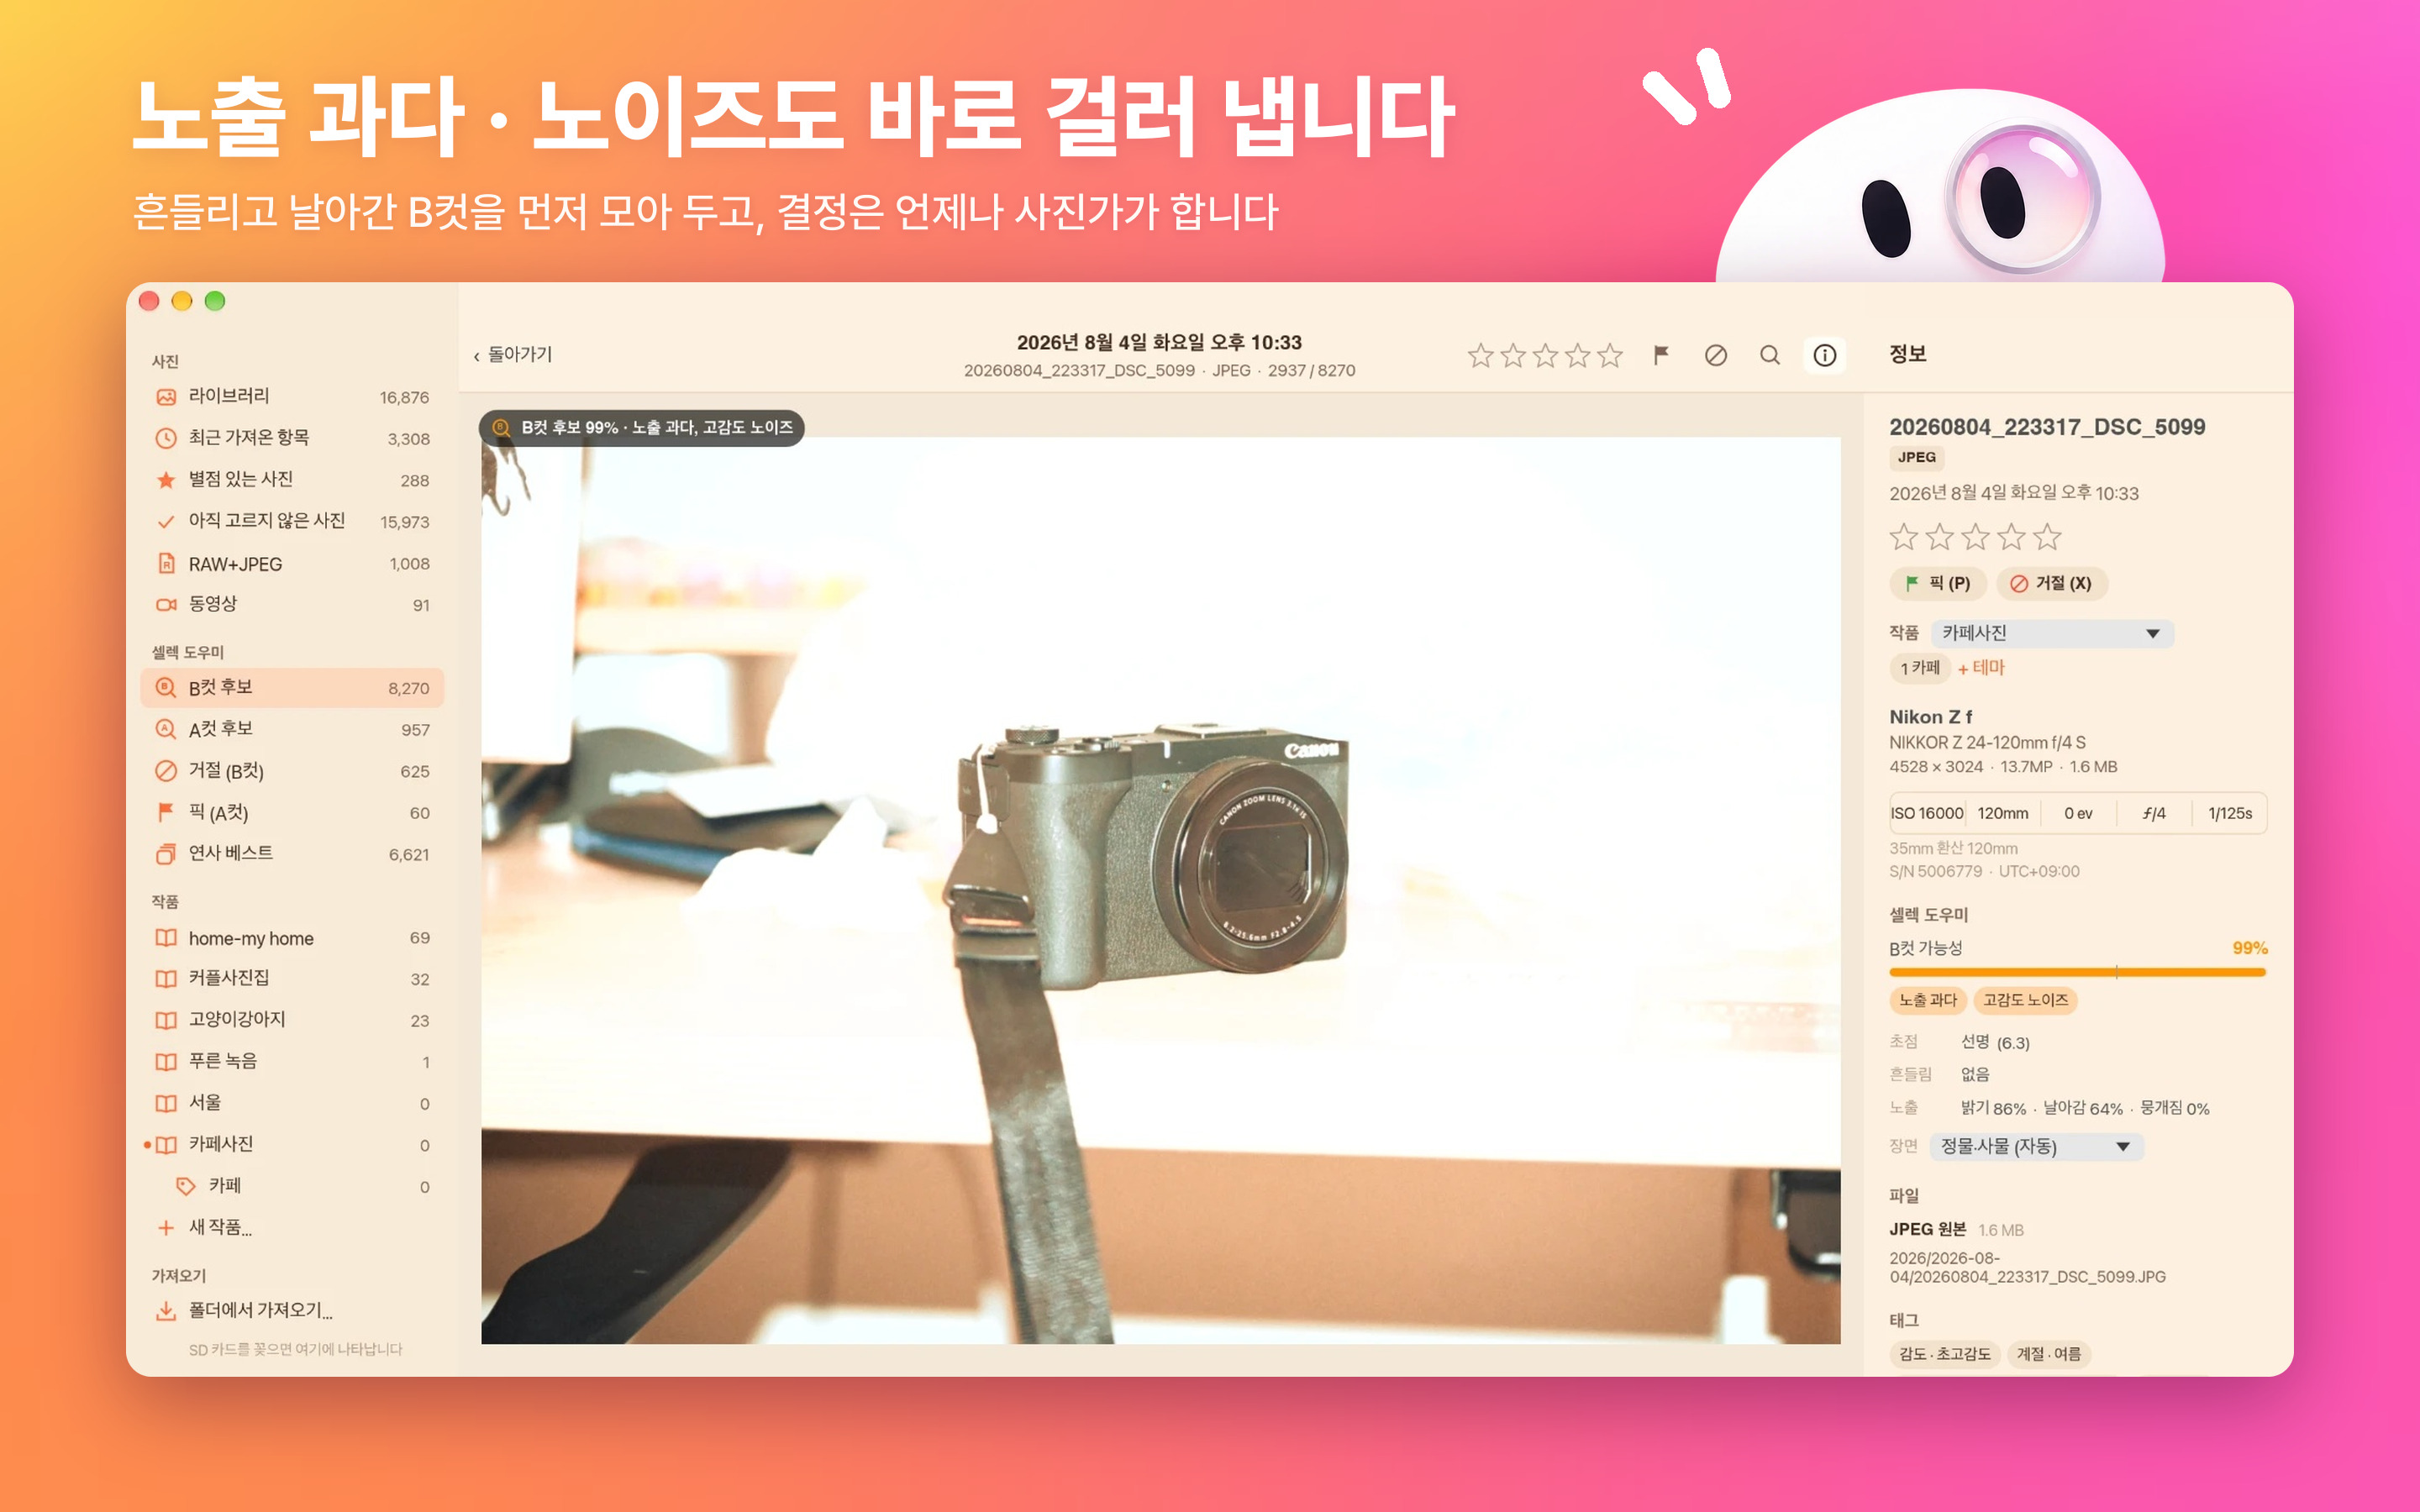 노출 과다 · 노이즈도 바로 걸러 냅니다
흔들리고 날아간 B컷을 먼저 모아 두고, 결정은 언제나 사진가가 합니다
사진
라이브러리 16,876
최근 가져온 항목 3,308
별점 있는 사진 288
아직 고르지 않은 사진 15,973
RAW+JPEG 1,008
동영상 91
셀렉 도우미
B컷 후보 8,270
A컷 후보 957
거절 (B컷) 625
픽 (A컷) 60
연사 베스트 6,621
작품
home-my home 69
커플사진집 32
고양이강아지 23
푸른 녹음 1
서울 0
카페사진 0
카페 0
새 작품...
가져오기
폴더에서 가져오기...
SD 카드를 꽂으면 여기에 나타납니다
‹ 돌아가기
2026년 8월 4일 화요일 오후 10:33
20260804_223317_DSC_5099 · JPEG · 2937 / 8270
B컷 후보 99% · 노출 과다, 고감도 노이즈
Canon
CANON ZOOM LENS 3.1x IS
8.2-25.6mm f2.8-4.5
정보
20260804_223317_DSC_5099
JPEG
2026년 8월 4일 화요일 오후 10:33
픽 (P) 거절 (X)
작품 카페사진
1 카페 + 테마
Nikon Z f
NIKKOR Z 24-120mm f/4 S
4528 × 3024 · 13.7MP · 1.6 MB
ISO 16000 120mm 0 ev ƒ/4 1/125s
35mm 환산 120mm
S/N 5006779 · UTC+09:00
셀렉 도우미
B컷 가능성 99%
노출 과다 고감도 노이즈
초점 선명 (6.3)
흔들림 없음
노출 밝기 86% · 날아감 64% · 뭉개짐 0%
장면 정물·사물 (자동)
파일
JPEG 원본 1.6 MB
2026/2026-08-
04/20260804_223317_DSC_5099.JPG
태그
감도 · 초고감도 계절 · 여름